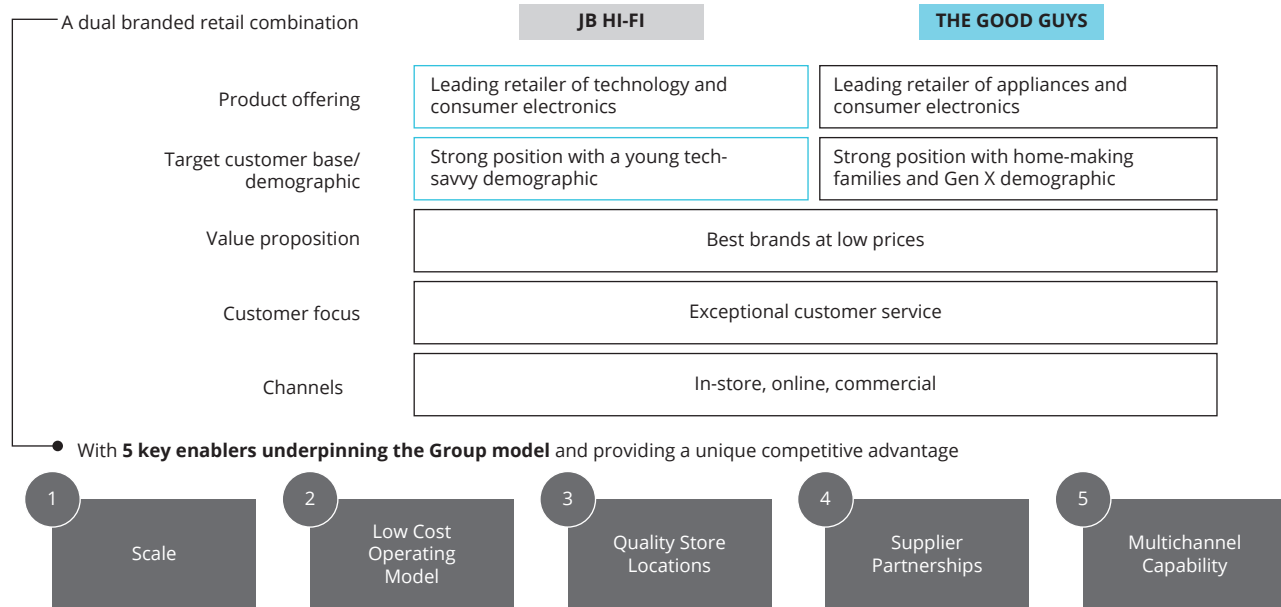 A dual branded retail combination
JB HI-FI
THE GOOD GUYS
Product offering
Leading retailer of technology and
consumer electronics
Leading retailer of appliances and
consumer electronics
Target customer base/
demographic
Strong position with a young tech-
savvy demographic
Strong position with home-making
families and Gen X demographic
Value proposition
Best brands at low prices
Customer focus
Exceptional customer service
Channels
In-store, online, commercial
With 5 key enablers underpinning the Group model and providing a unique competitive advantage
1
Scale
2
Low Cost
Operating
Model
3
Quality Store
Locations
4
Supplier
Partnerships
5
Multichannel
Capability